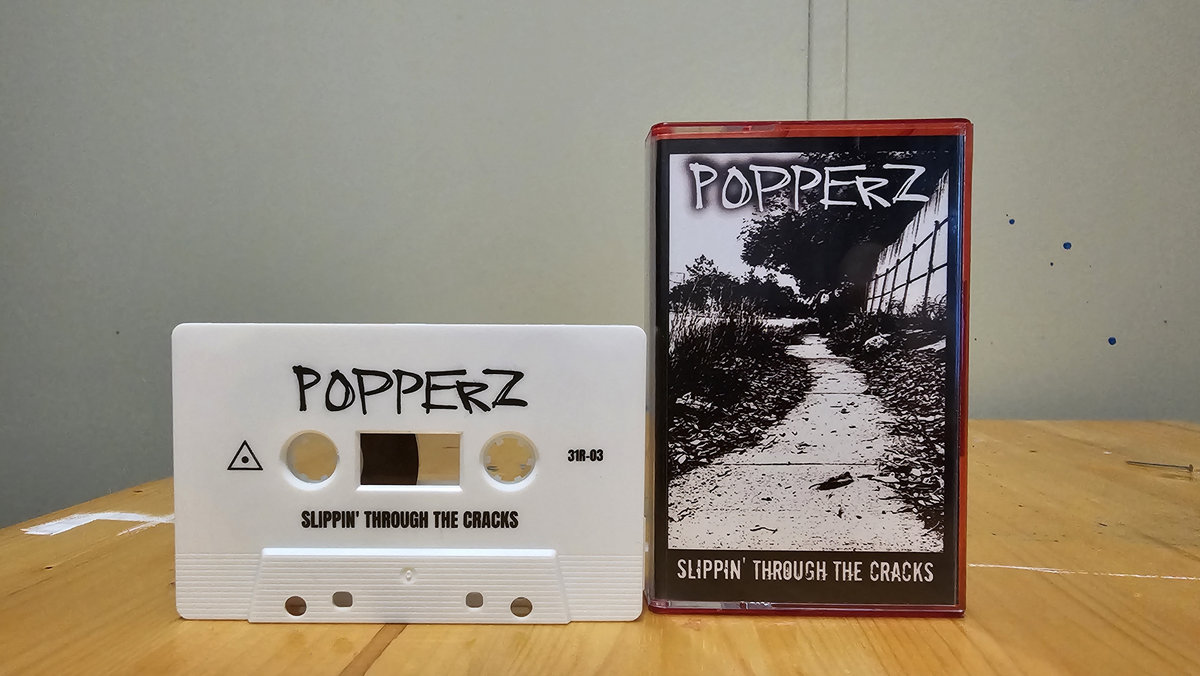 POPPERZ
31R-03
SLIPPIN' THROUGH THE CRACKS
POPPERZ
SLIPPIN' THROUGH THE CRACKS